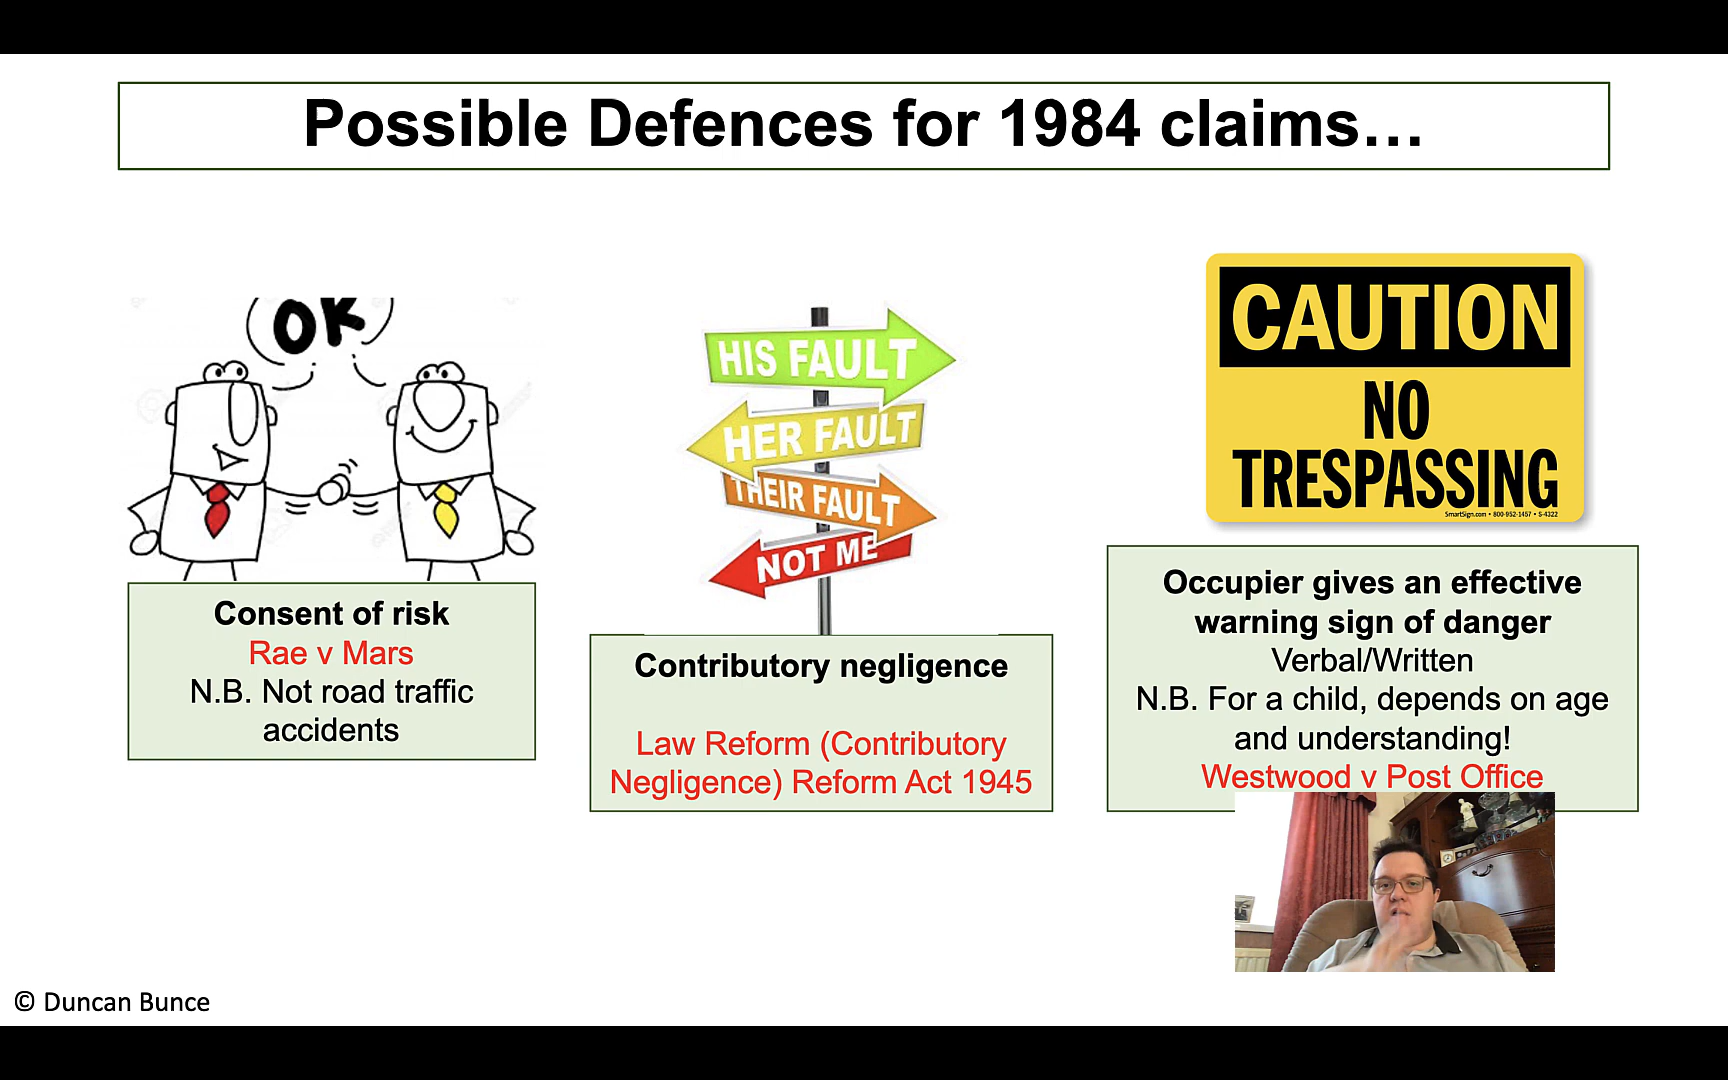 Possible Defences for 1984 claims…
OK
Consent of risk
Rae v Mars
N.B. Not road traffic
accidents
HIS FAULT
HER FAULT
THEIR FAULT
NOT ME
Contributory negligence
Law Reform (Contributory
Negligence) Reform Act 1945
CAUTION
NO
TRESPASSING
SmartSign.com • 800-952-1457 • S-4322
Occupier gives an effective
warning sign of danger
Verbal/Written
N.B. For a child, depends on age
and understanding!
Westwood v Post Office
© Duncan Bunce